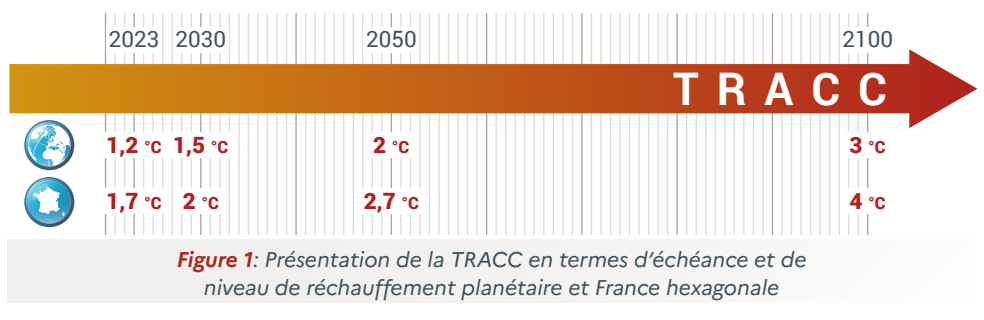 2023 2030 2050 2100
TRACC
1,2 °C 1,5 °C 2 °C 3 °C
1,7 °C 2 °C 2,7 °C 4 °C
Figure 1: Présentation de la TRACC en termes d'échéance et de
niveau de réchauffement planétaire et France hexagonale